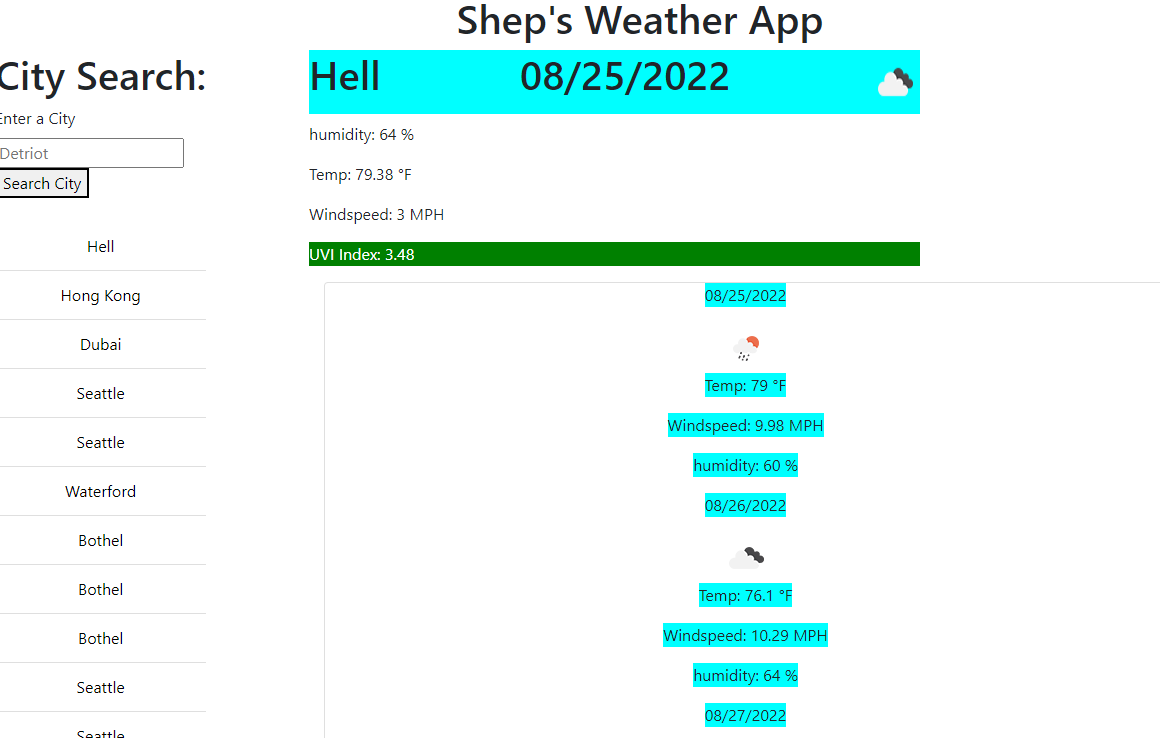 Shep's Weather App
City Search:
Enter a City
Detriot
Search City
Hell
Hong Kong
Dubai
Seattle
Seattle
Waterford
Bothel
Bothel
Bothel
Seattle
Seattle
Hell 08/25/2022
humidity: 64 %
Temp: 79.38 °F
Windspeed: 3 MPH
UVI Index: 3.48
08/25/2022
Temp: 79 °F
Windspeed: 9.98 MPH
humidity: 60 %
08/26/2022
Temp: 76.1 °F
Windspeed: 10.29 MPH
humidity: 64 %
08/27/2022